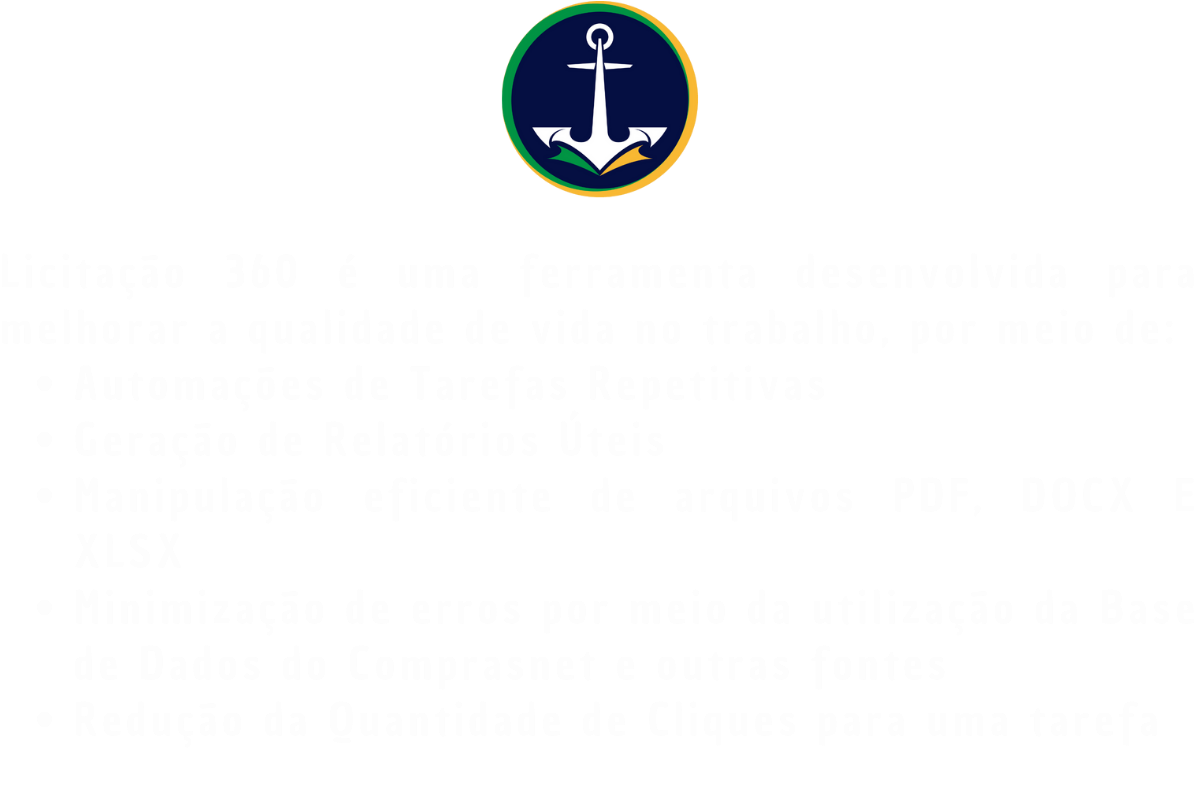 Licitação 360 é uma ferramenta desenvolvida para
melhorar a qualidade de vida no trabalho, por meio de:
• Automações de Tarefas Repetitivas
• Geração de Relatórios Úteis
• Manipulação eficiente de arquivos PDF, DOCX E
XLSX
• Minimização de erros por meio da utilização da Base
de Dados do Comprasnet e outras fontes
• Redução da Quantidade de Cliques para uma tarefa